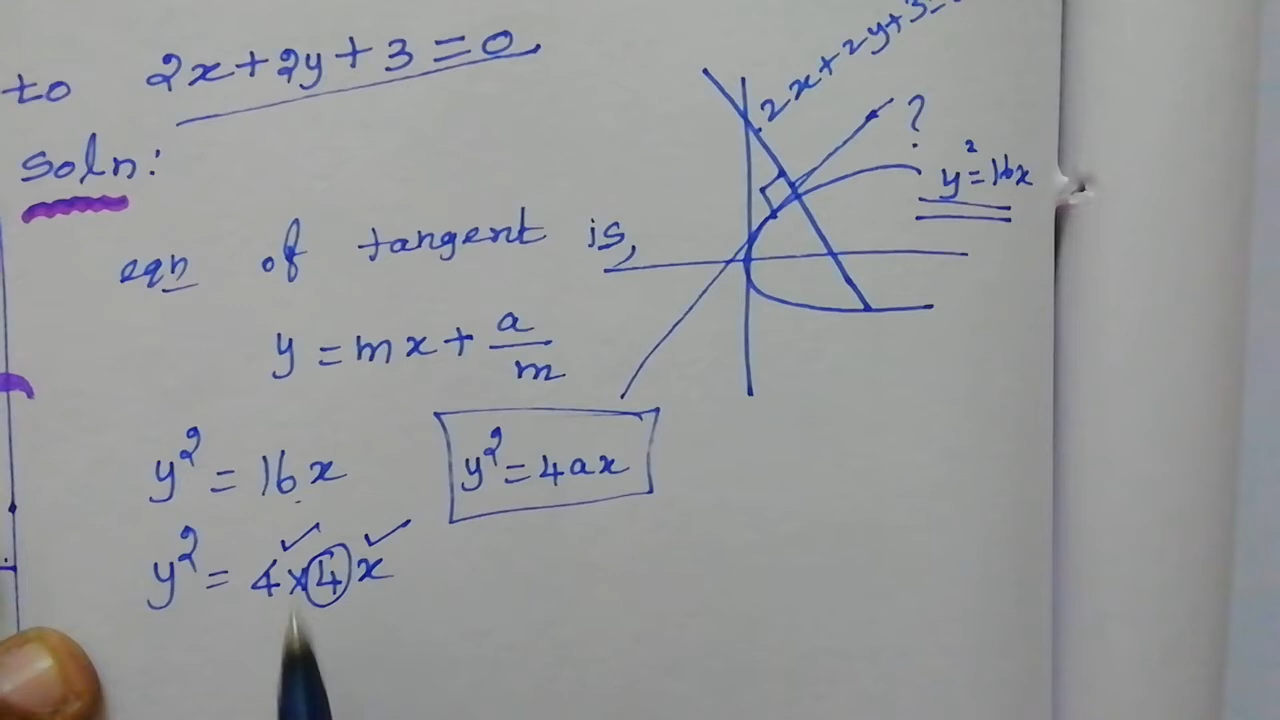 to 2x+2y+3=0
Soln:
eqn of tangent is,
y=mx+a/m
y²=16x
y²=4ax
y²=4×4x
2x+2y+3=
?
y²=16x